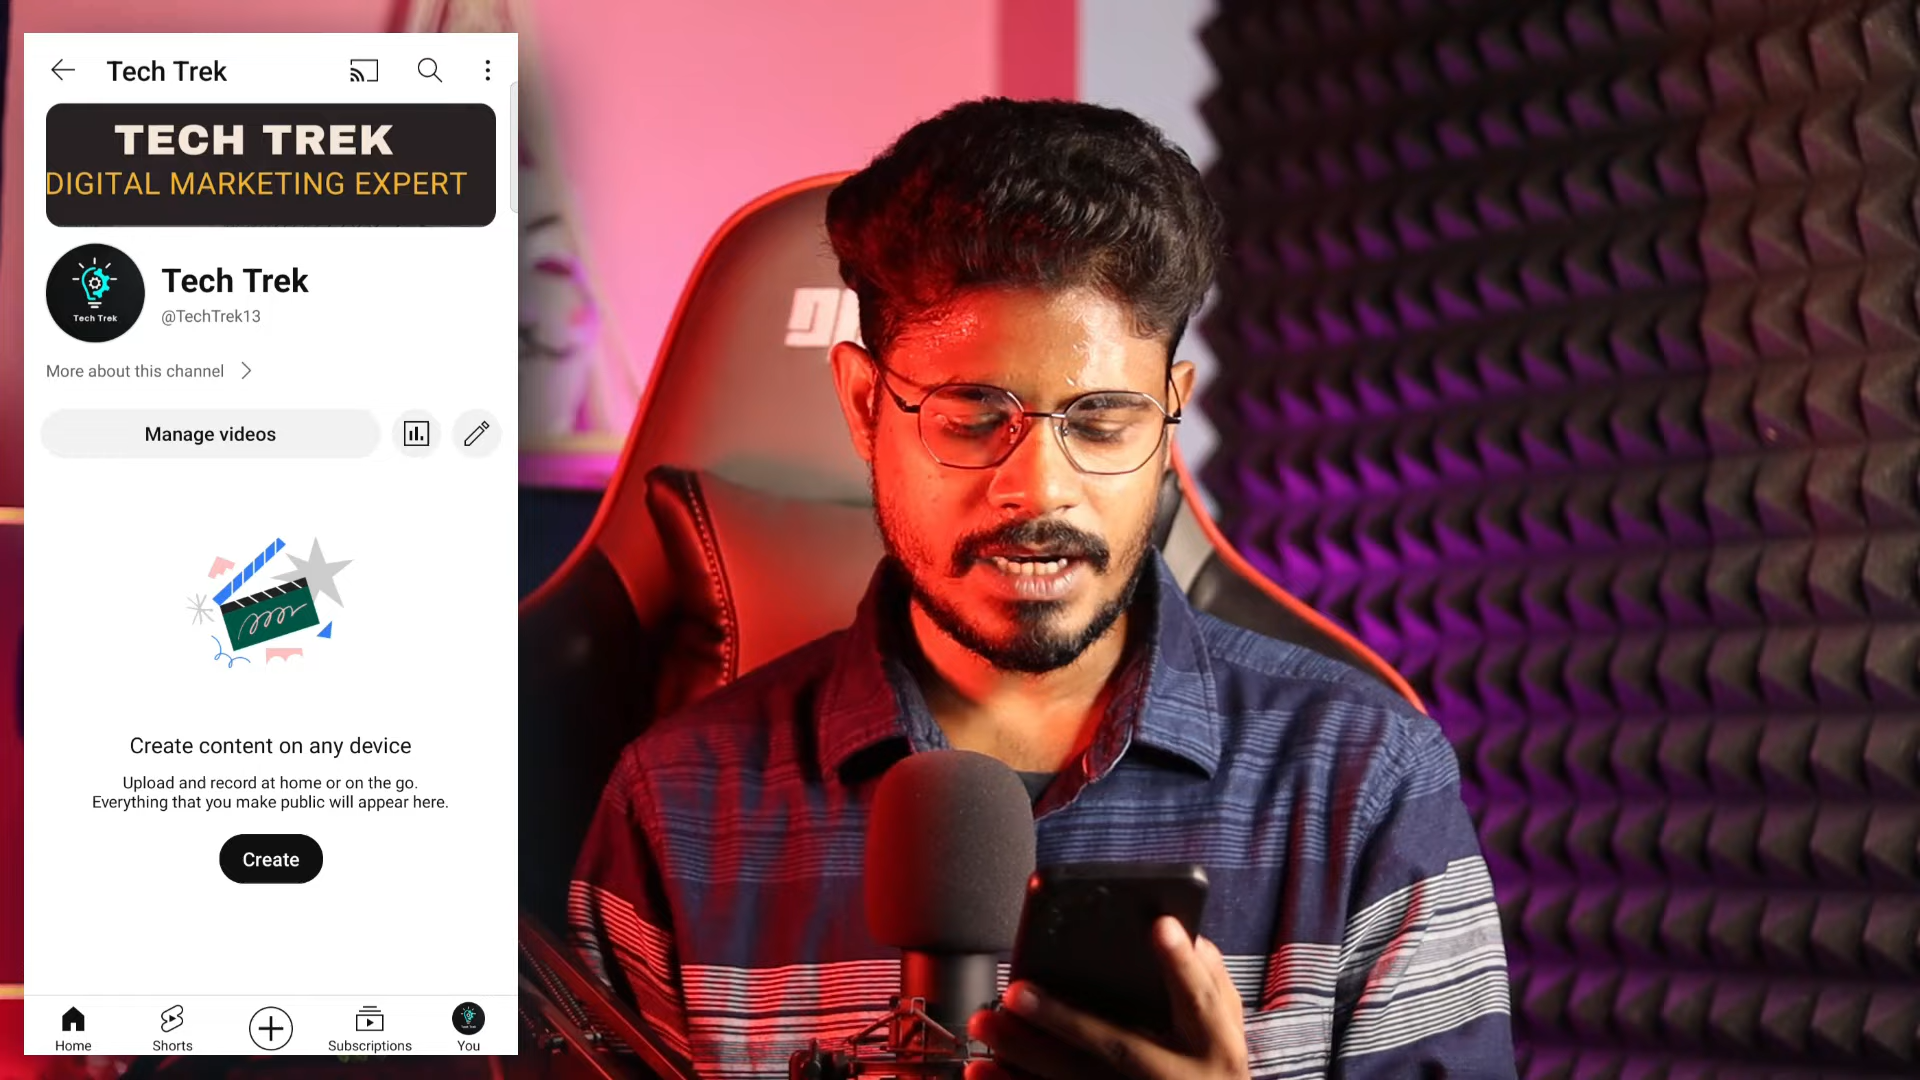 Tech Trek
TECH TREK
DIGITAL MARKETING EXPERT
Tech Trek
Tech Trek
@TechTrek13
More about this channel
Manage videos
Create content on any device
Upload and record at home or on the go.
Everything that you make public will appear here.
Create
Home
Shorts
Subscriptions
You